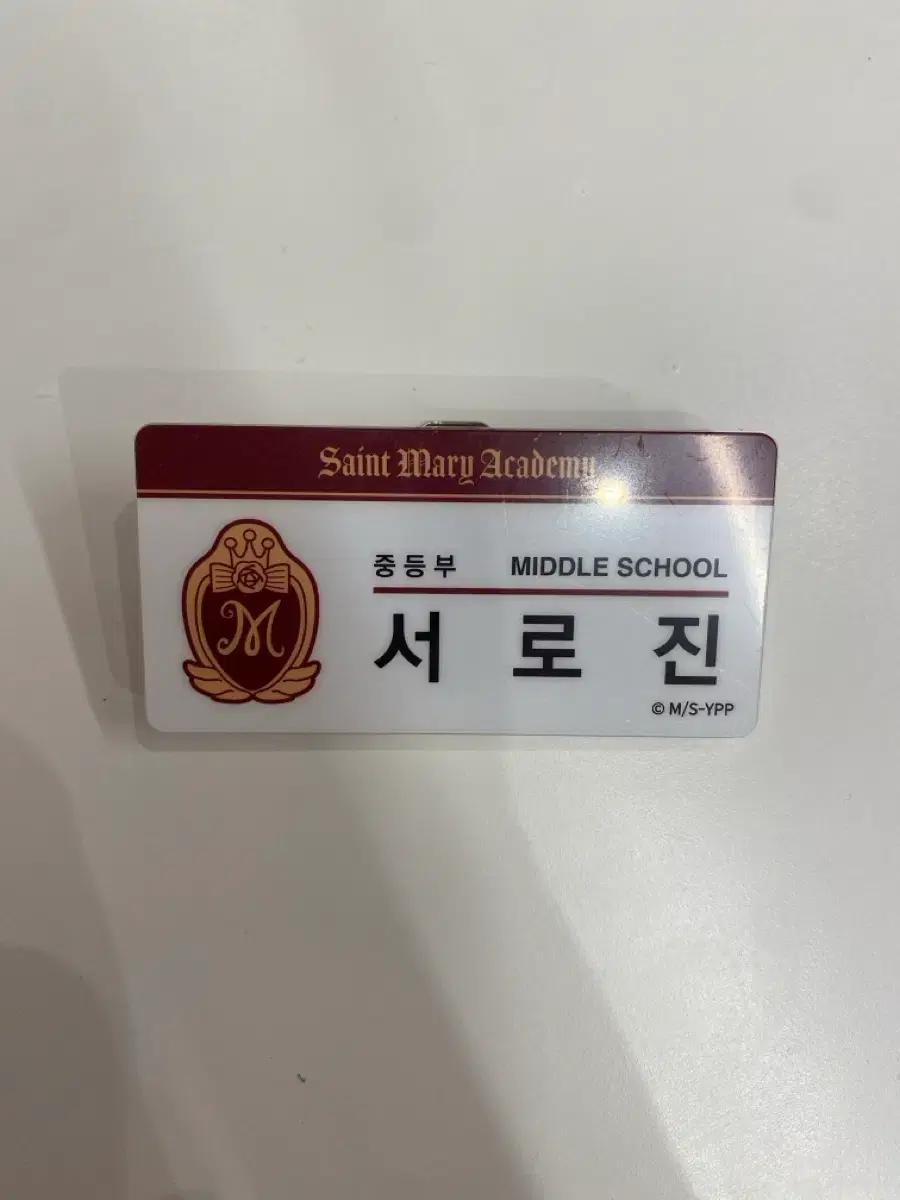 Saint Mary Academy
M
중등부 MIDDLE SCHOOL
서로진
© M/S-YPP